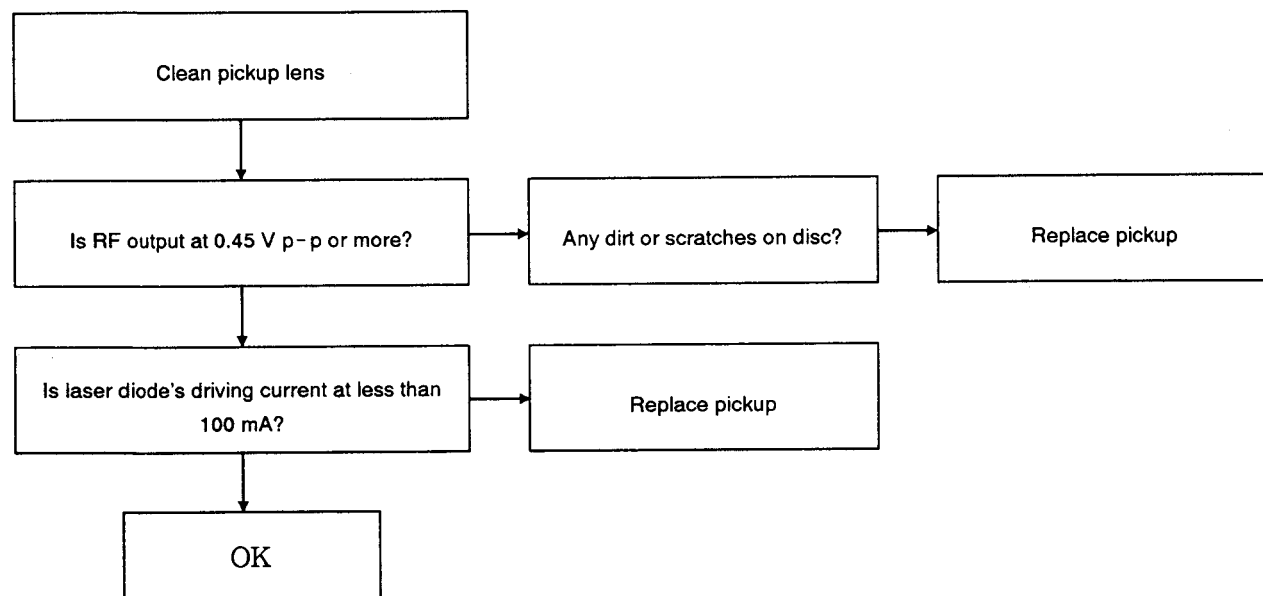 Clean pickup lens
Is RF output at 0.45 V p-p or more?
Any dirt or scratches on disc?
Replace pickup
Is laser diode's driving current at less than
100 mA?
Replace pickup
OK